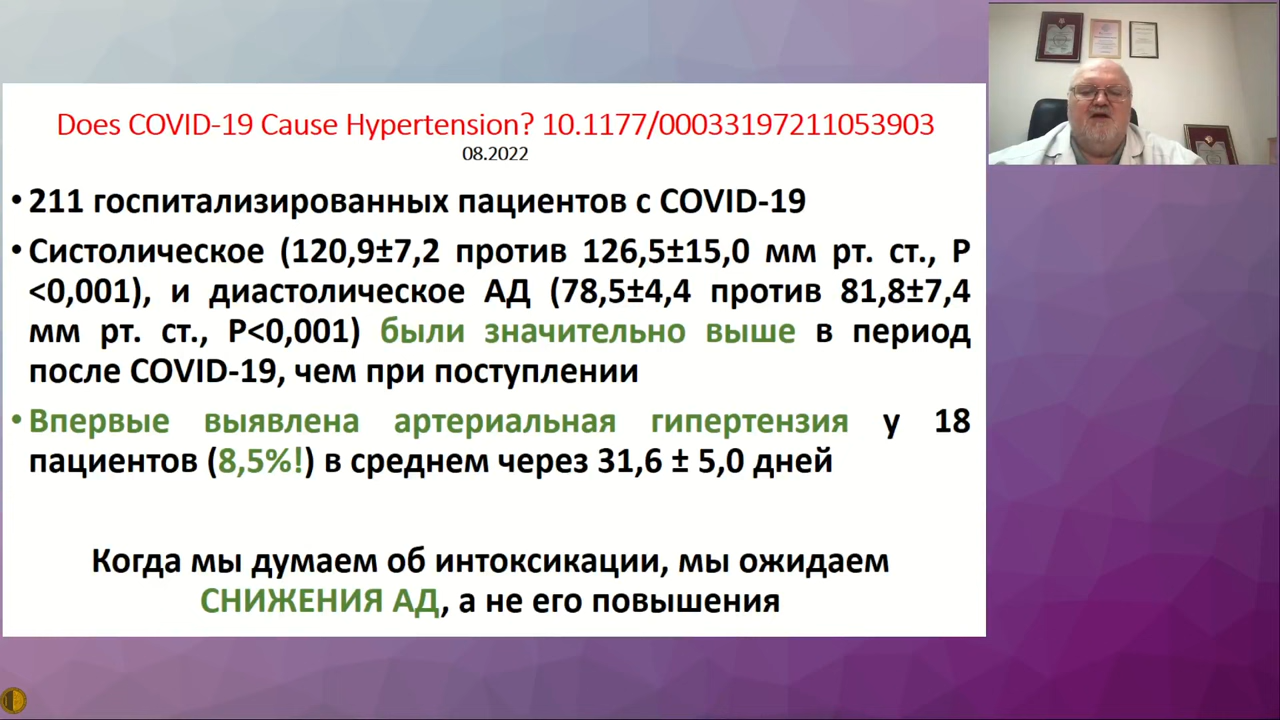 Does COVID-19 Cause Hypertension? 10.1177/00033197211053903
08.2022
• 211 госпитализированных пациентов с COVID-19
• Систолическое (120,9±7,2 против 126,5±15,0 мм рт. ст., P
<0,001), и диастолическое АД (78,5±4,4 против 81,8±7,4
мм рт. ст., P<0,001) были значительно выше в период
после COVID-19, чем при поступлении
• Впервые выявлена артериальная гипертензия у 18
пациентов (8,5%!) в среднем через 31,6 ± 5,0 дней
Когда мы думаем об интоксикации, мы ожидаем
СНИЖЕНИЯ АД, а не его повышения